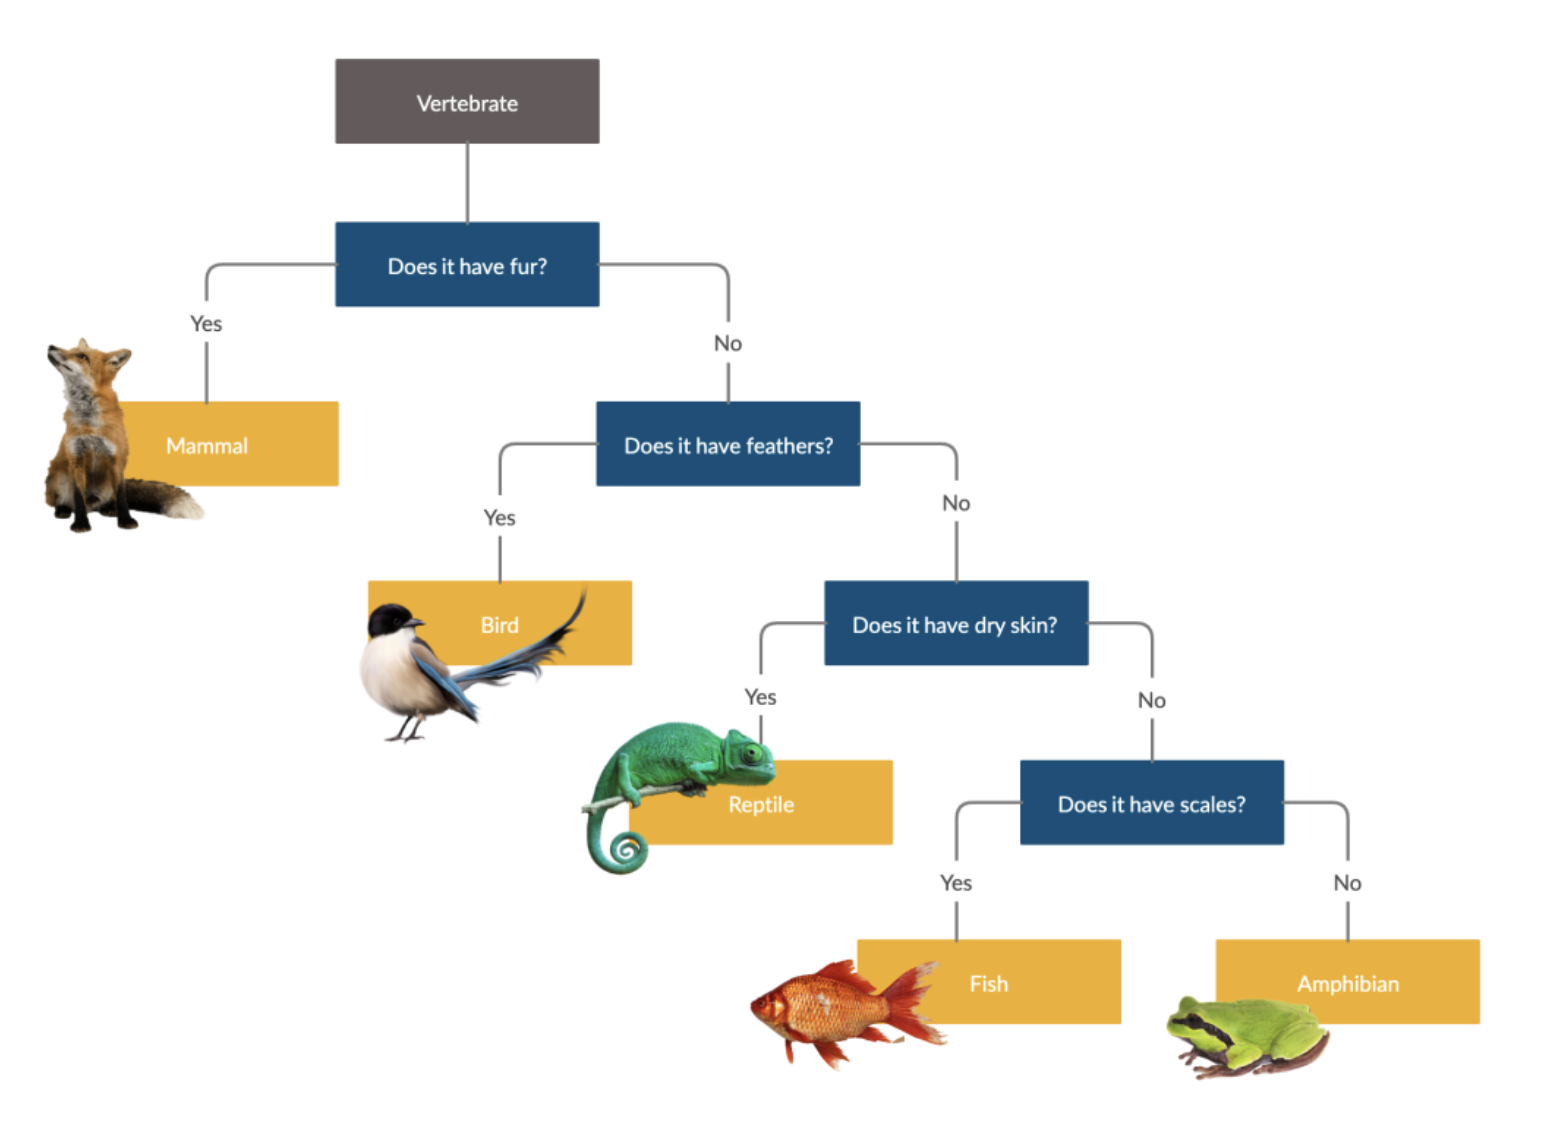 Vertebrate
Does it have fur?
Yes
No
Mammal
Does it have feathers?
Yes
No
Bird
Does it have dry skin?
Yes
No
Reptile
Does it have scales?
Yes
No
Fish
Amphibian